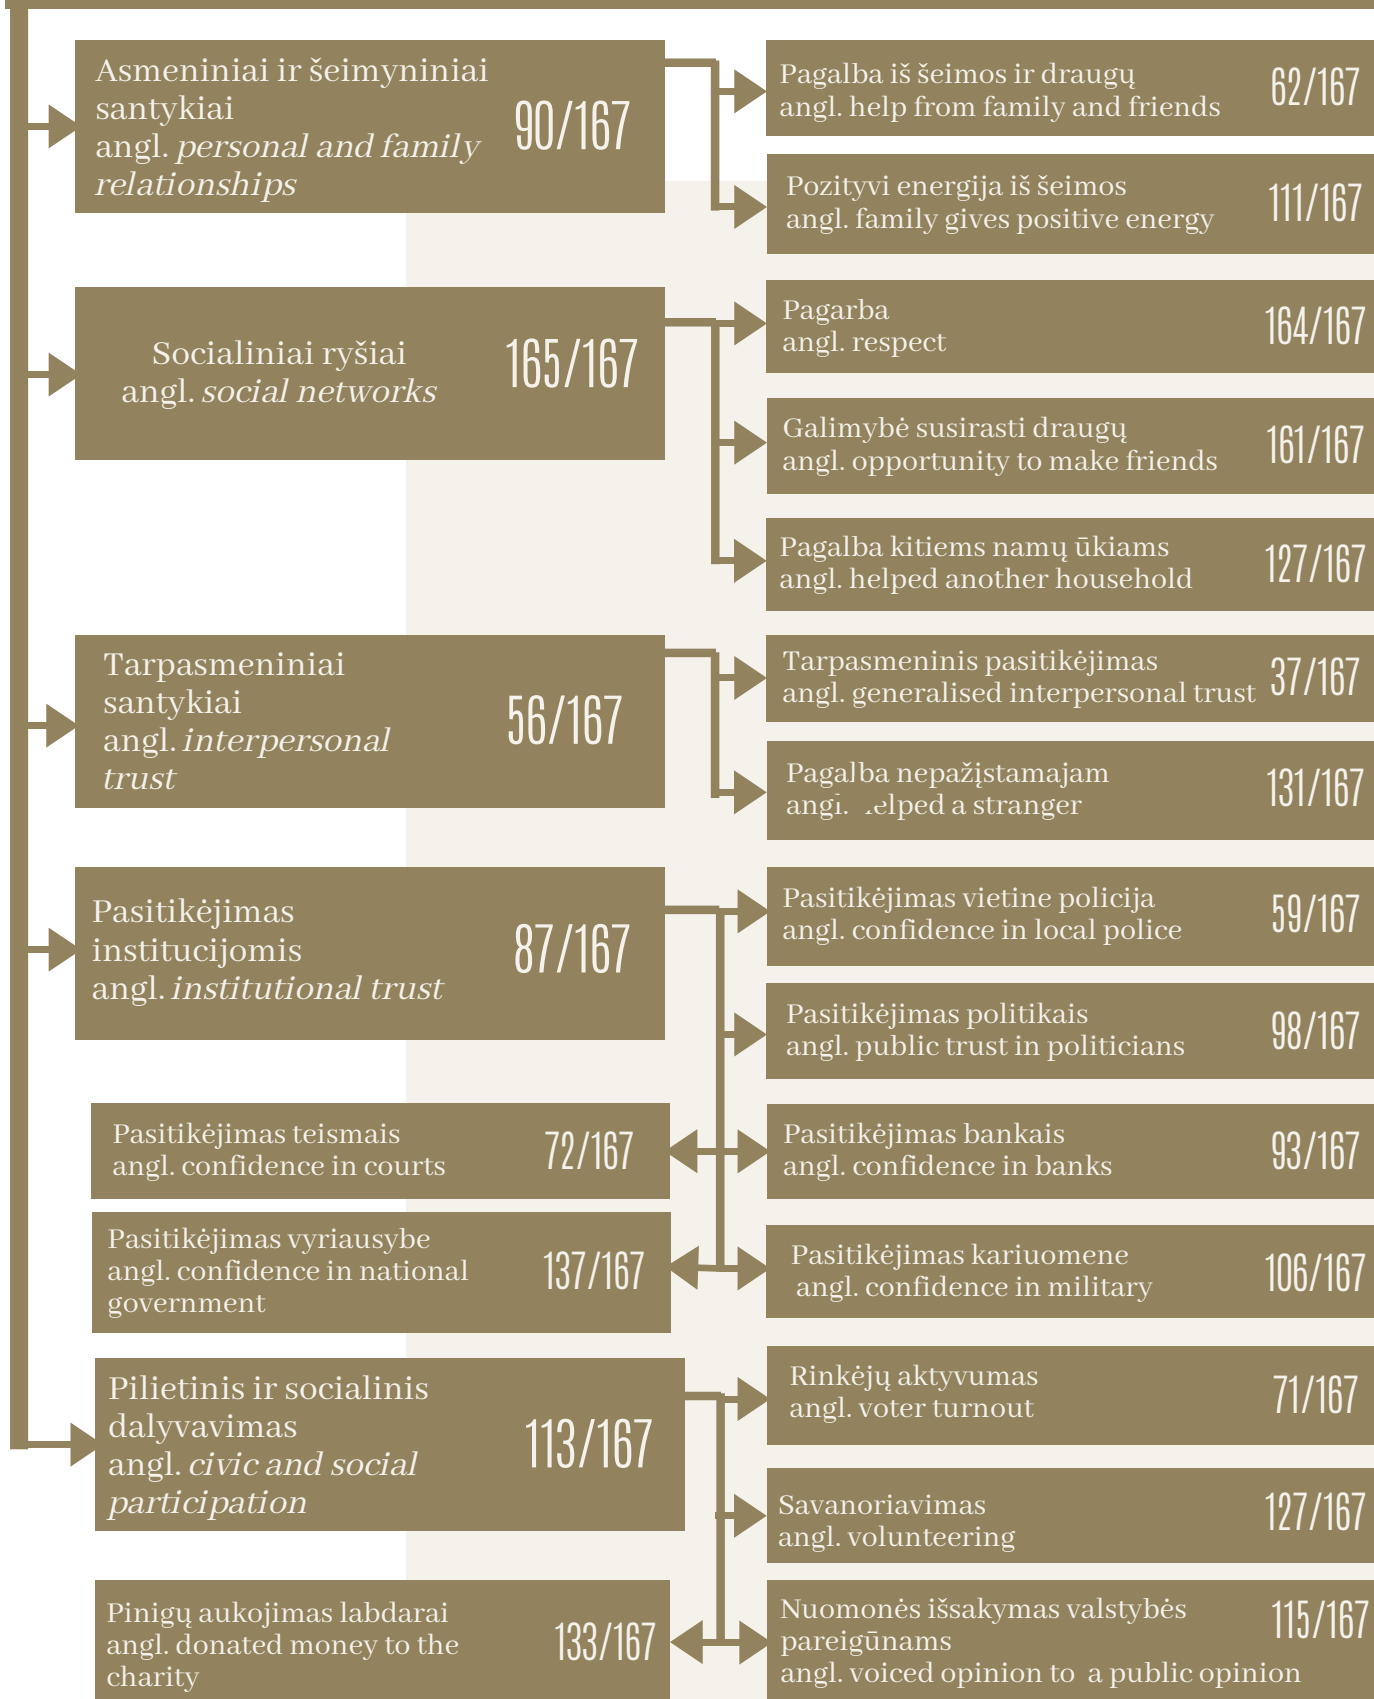 Asmeniniai ir šeimyniniai
santykiai
angl. personal and family
relationships
90/167
Pagalba iš šeimos ir draugų
angl. help from family and friends
62/167
Pozityvi energija iš šeimos
angl. family gives positive energy
111/167
Socialiniai ryšiai
angl. social networks
165/167
Pagarba
angl. respect
164/167
Galimybė susirasti draugų
angl. opportunity to make friends
161/167
Pagalba kitiems namų ūkiams
angl. helped another household
127/167
Tarpasmeniniai
santykiai
angl. interpersonal
trust
56/167
Tarpasmeninis pasitikėjimas
angl. generalised interpersonal trust
37/167
Pagalba nepažįstamajam
angl. helped a stranger
131/167
Pasitikėjimas
institucijomis
angl. institutional trust
87/167
Pasitikėjimas vietine policija
angl. confidence in local police
59/167
Pasitikėjimas politikais
angl. public trust in politicians
98/167
Pasitikėjimas teismais
angl. confidence in courts
72/167
Pasitikėjimas bankais
angl. confidence in banks
93/167
Pasitikėjimas vyriausybe
angl. confidence in national
government
137/167
Pasitikėjimas kariuomene
angl. confidence in military
106/167
Pilietinis ir socialinis
dalyvavimas
angl. civic and social
participation
113/167
Rinkėjų aktyvumas
angl. voter turnout
71/167
Savanoriavimas
angl. volunteering
127/167
Pinigų aukojimas labdarai
angl. donated money to the
charity
133/167
Nuomonės išsakymas valstybės
pareigūnams
angl. voiced opinion to a public opinion
115/167